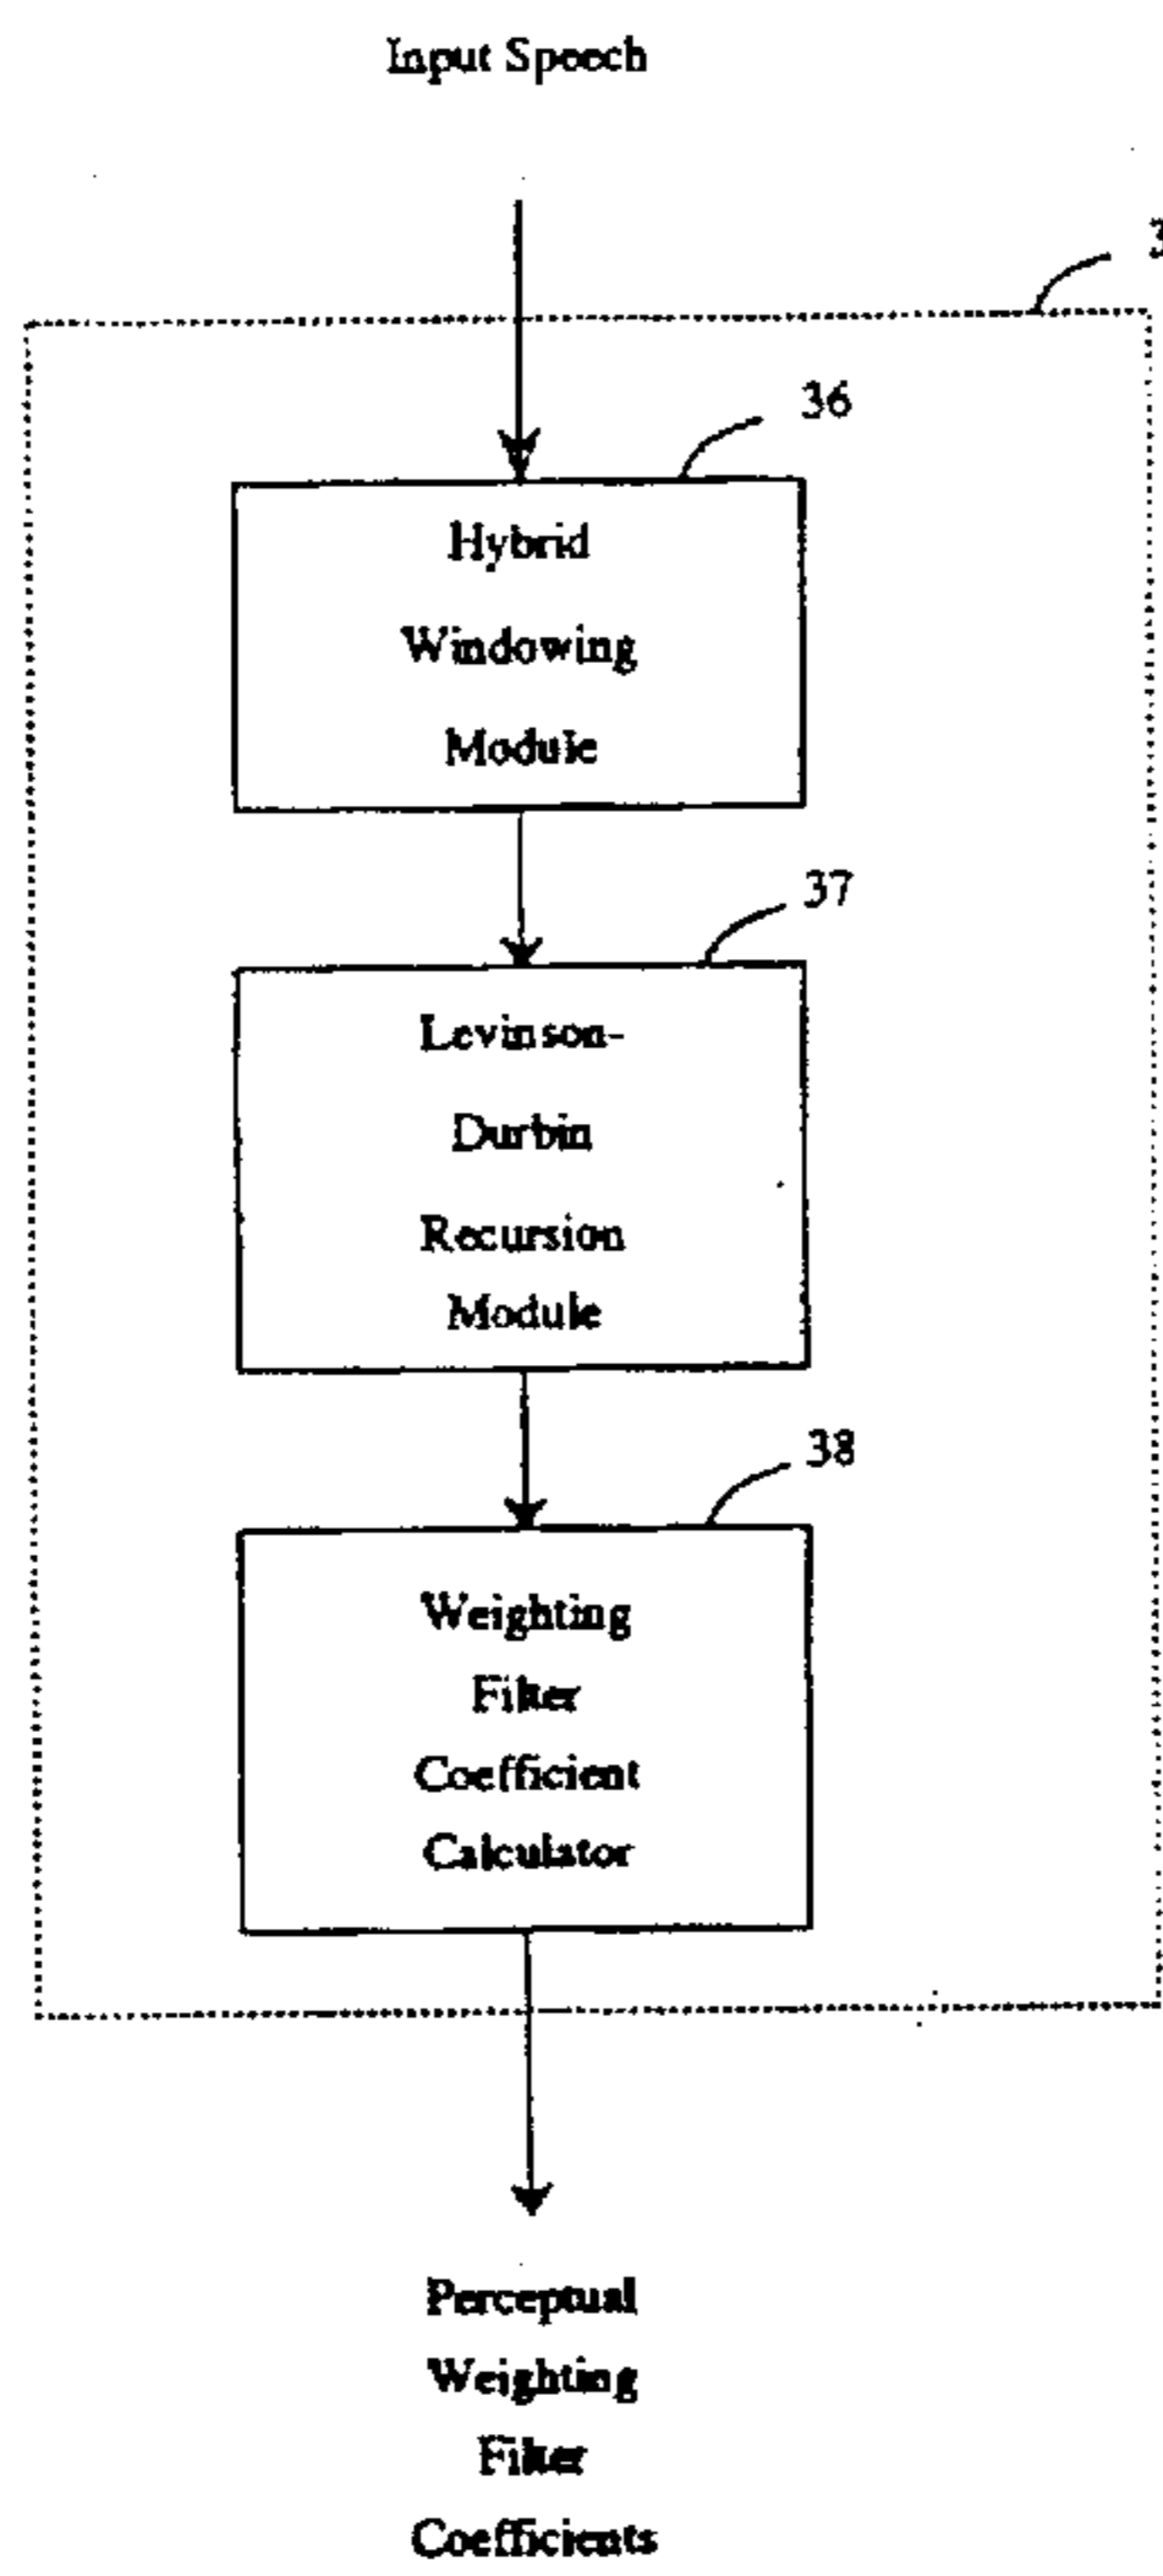 Input Speech
3
36
Hybrid
Windowing
Module
37
Levinson-
Durbin
Recursion
Module
38
Weighting
Filter
Coefficient
Calculator
Perceptual
Weighting
Filter
Coefficients